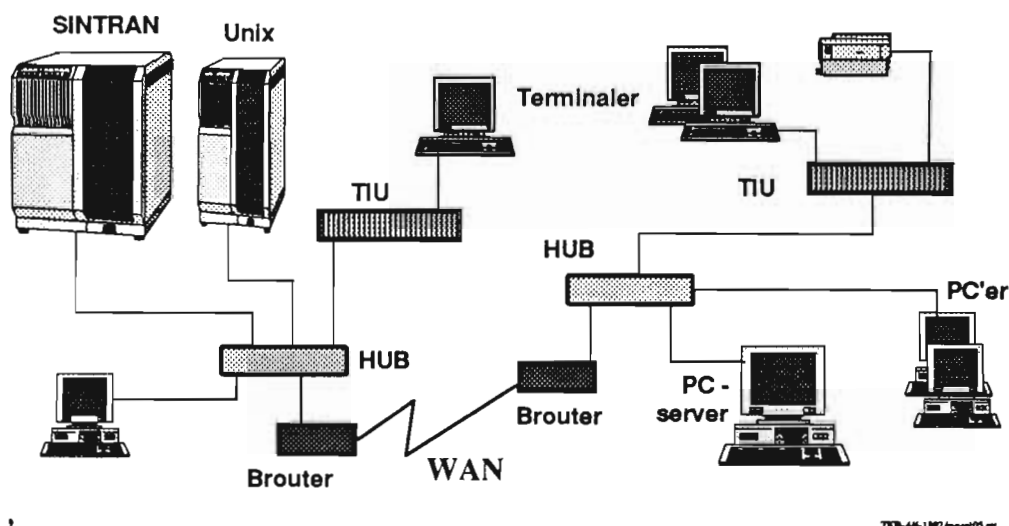 SINTRAN
Unix
Terminaler
TIU
TIU
HUB
PC'er
HUB
PC -
server
Brouter
Brouter
WAN